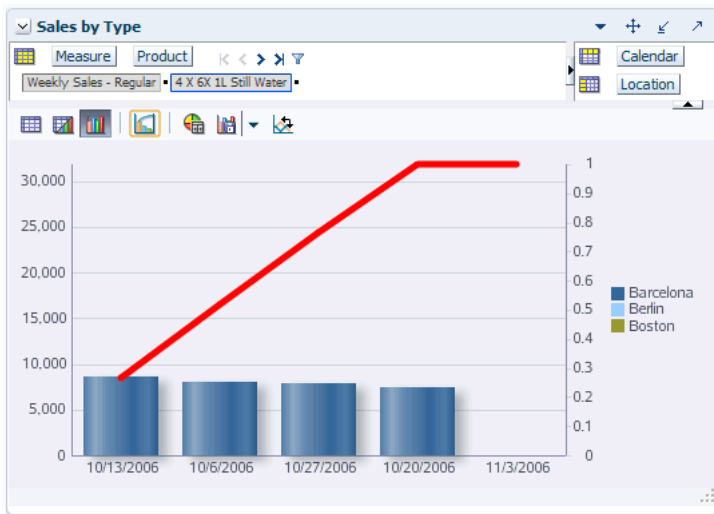 Sales by Type
Measure Product
Calendar
Weekly Sales - Regular 4 X 6X 1L Still Water
Location
30,000
25,000
20,000
15,000
10,000
5,000
0
1
0.9
0.8
0.7
0.6
0.5
0.4
0.3
0.2
0.1
0
10/13/2006 10/6/2006 10/27/2006 10/20/2006 11/3/2006
Barcelona
Berlin
Boston